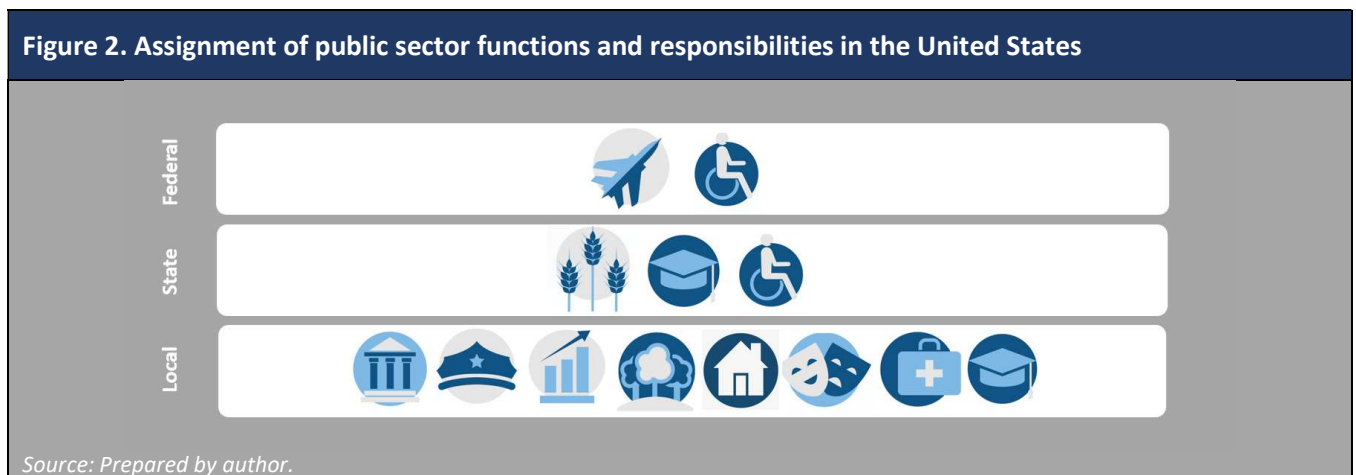 Figure 2. Assignment of public sector functions and responsibilities in the United States
Federal
State
Local
Source: Prepared by author.